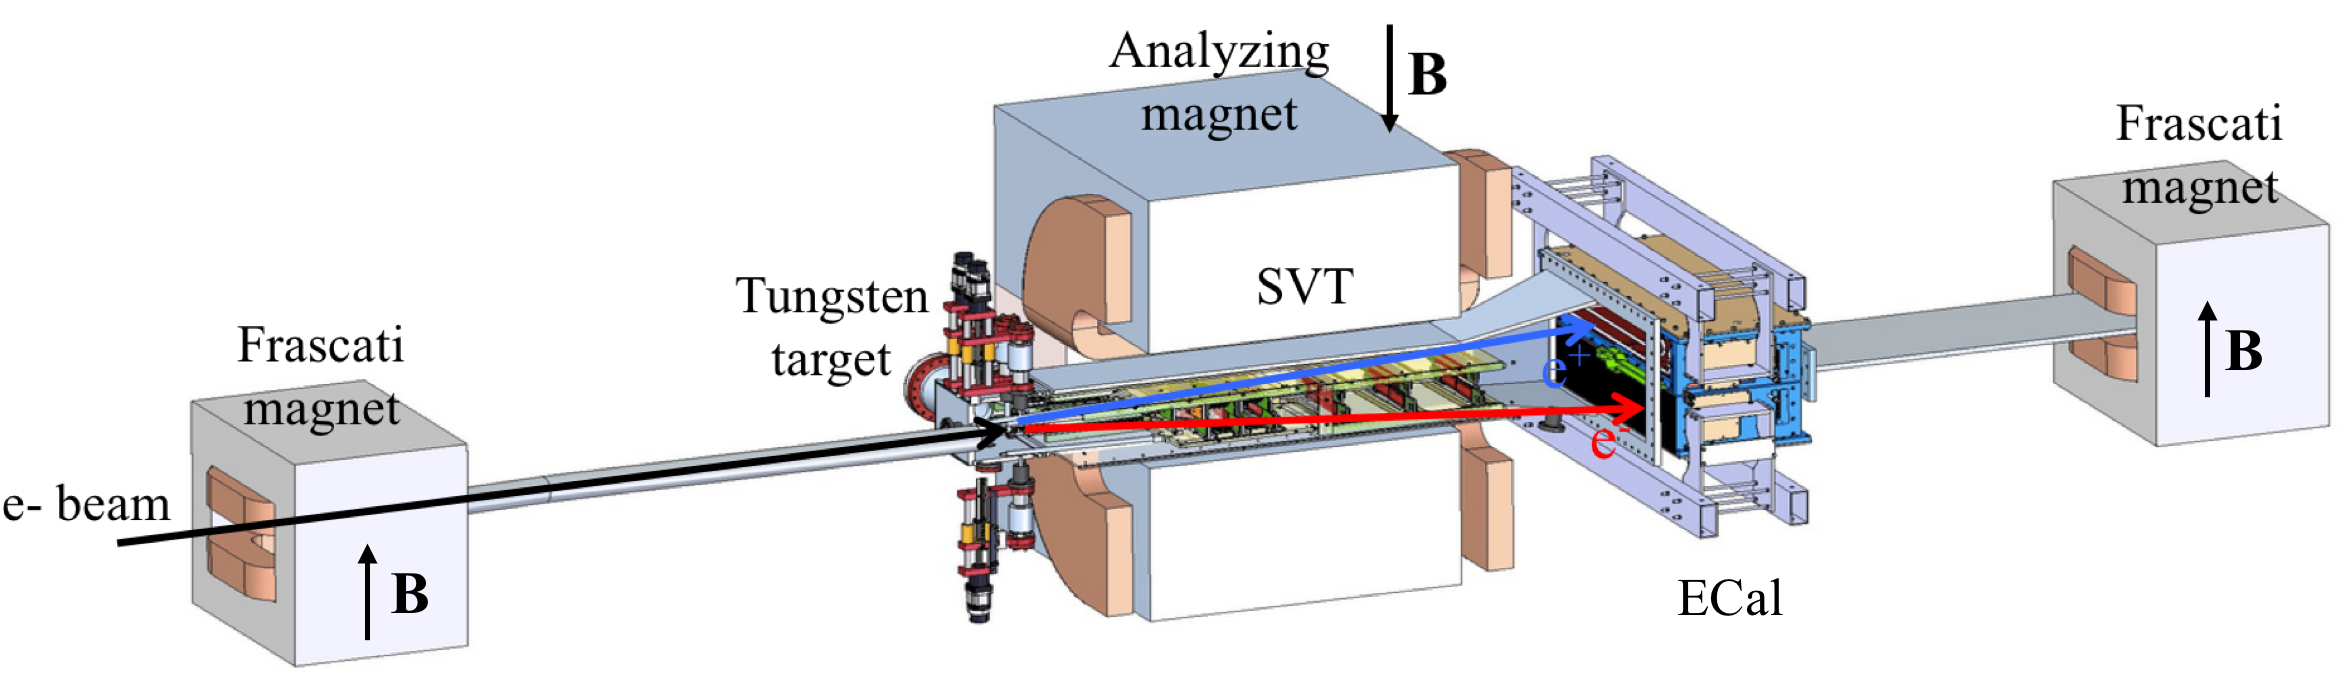 Analyzing
magnet
B
Frascati
magnet
Tungsten
target
SVT
Frascati
magnet
e+
B
e-
e- beam
B
ECal